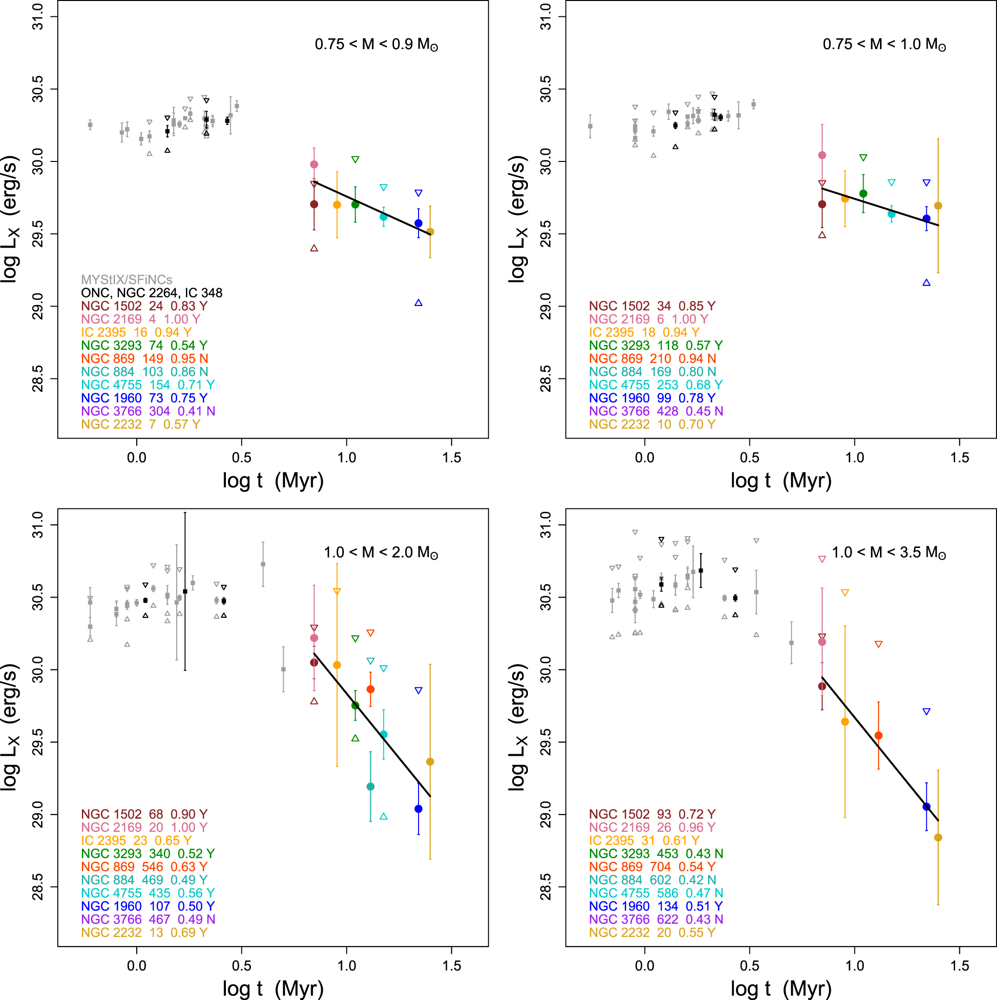 0.75 < M < 0.9 M⊙
31.0
30.5
30.0
29.5
29.0
28.5
log Lx (erg/s)
MYStIX/SFiNCs
ONC, NGC 2264, IC 348
NGC 1502 24 0.83 Y
NGC 2169 4 1.00 Y
IC 2395 16 0.94 Y
NGC 3293 74 0.54 Y
NGC 869 149 0.95 N
NGC 884 103 0.86 N
NGC 4755 154 0.71 Y
NGC 1960 73 0.75 Y
NGC 3766 304 0.41 N
NGC 2232 7 0.57 Y
0.0 0.5 1.0 1.5
log t (Myr)
0.75 < M < 1.0 M⊙
31.0
30.5
30.0
29.5
29.0
28.5
log Lx (erg/s)
NGC 1502 34 0.85 Y
NGC 2169 6 1.00 Y
IC 2395 18 0.94 Y
NGC 3293 118 0.57 Y
NGC 869 210 0.94 N
NGC 884 169 0.80 N
NGC 4755 253 0.68 Y
NGC 1960 99 0.78 Y
NGC 3766 428 0.45 N
NGC 2232 10 0.70 Y
0.0 0.5 1.0 1.5
log t (Myr)
1.0 < M < 2.0 M⊙
31.0
30.5
30.0
29.5
29.0
28.5
log Lx (erg/s)
NGC 1502 68 0.90 Y
NGC 2169 20 1.00 Y
IC 2395 23 0.65 Y
NGC 3293 340 0.52 Y
NGC 869 546 0.63 Y
NGC 884 469 0.49 Y
NGC 4755 435 0.56 Y
NGC 1960 107 0.50 Y
NGC 3766 467 0.49 N
NGC 2232 13 0.69 Y
0.0 0.5 1.0 1.5
log t (Myr)
1.0 < M < 3.5 M⊙
31.0
30.5
30.0
29.5
29.0
28.5
log Lx (erg/s)
NGC 1502 93 0.72 Y
NGC 2169 26 0.96 Y
IC 2395 31 0.61 Y
NGC 3293 453 0.43 N
NGC 869 704 0.54 Y
NGC 884 602 0.42 N
NGC 4755 586 0.47 N
NGC 1960 134 0.51 Y
NGC 3766 622 0.43 N
NGC 2232 20 0.55 Y
0.0 0.5 1.0 1.5
log t (Myr)